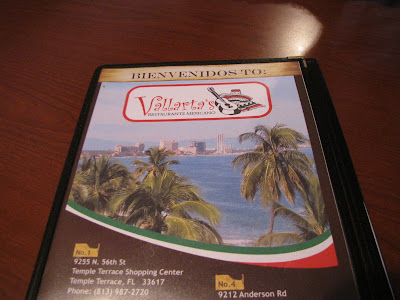 BIENVENIDOS TO:
Vallarta's
RESTAURANTE MEXICANO
No.1
9255 N. 56th St
Temple Terrace Shopping Center
Temple Terrace, FL 33617
Phone: (813) 987-2720
No.4
9212 Anderson Rd